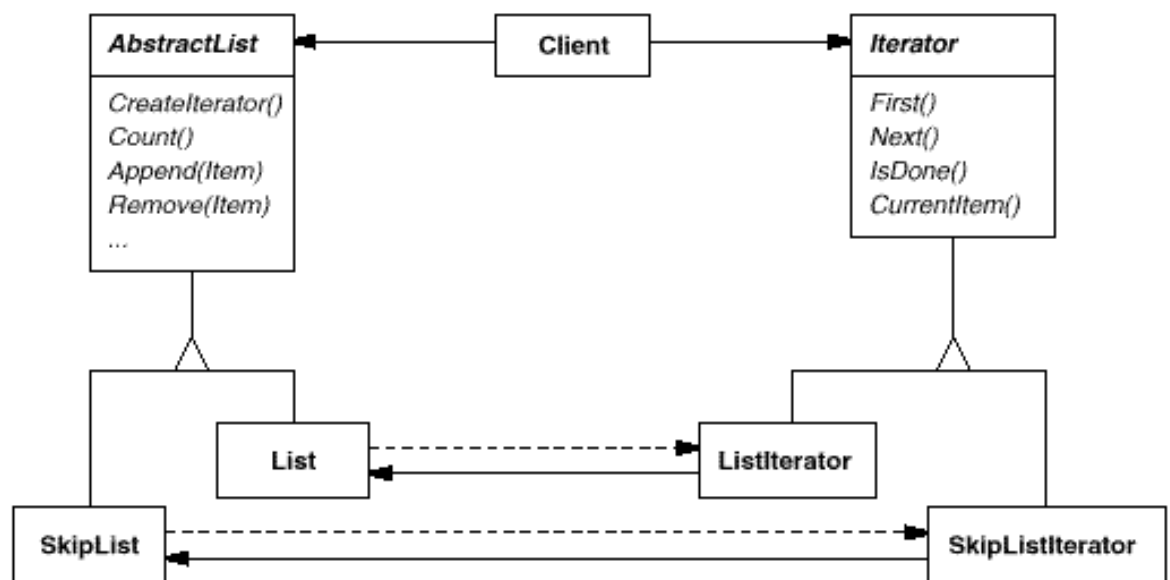 AbstractList
CreateIterator()
Count()
Append(Item)
Remove(Item)
...
Client
Iterator
First()
Next()
IsDone()
CurrentItem()
List
ListIterator
SkipList
SkipListIterator